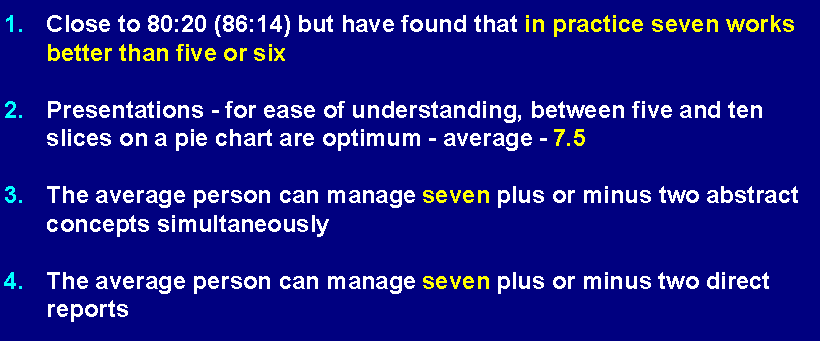 1. Close to 80:20 (86:14) but have found that in practice seven works
better than five or six
2. Presentations - for ease of understanding, between five and ten
slices on a pie chart are optimum - average - 7.5
3. The average person can manage seven plus or minus two abstract
concepts simultaneously
4. The average person can manage seven plus or minus two direct
reports